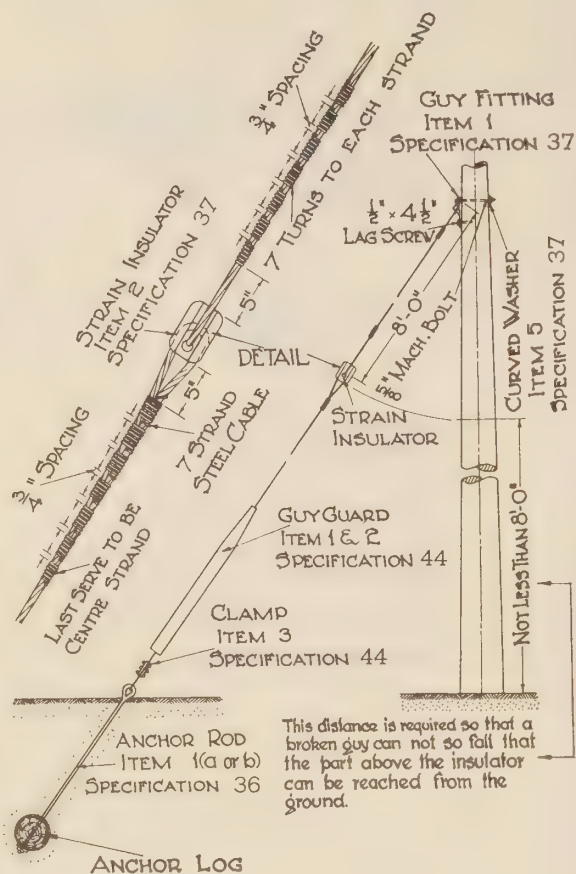 3/4" SPACING
7 TURNS TO EACH STRAND
STRAIN INSULATOR
ITEM 2
SPECIFICATION 37
5"
5"
DETAIL
7 STRAND
STEEL CABLE
3/4" SPACING
LAST SERVE TO BE
CENTRE STRAND
GUY FITTING
ITEM 1
SPECIFICATION 37
1/2" × 4 1/2"
LAG SCREW
8'-0"
5/8" MACH. BOLT
CURVED WASHER
ITEM 5
SPECIFICATION 37
STRAIN
INSULATOR
GUY GUARD
ITEM 1 & 2
SPECIFICATION 44
NOT LESS THAN 8'-0"
CLAMP
ITEM 3
SPECIFICATION 44
ANCHOR ROD
ITEM 1(a or b)
SPECIFICATION 36
This distance is required so that a
broken guy can not so fall that
the part above the insulator
can be reached from the
ground.
ANCHOR LOG